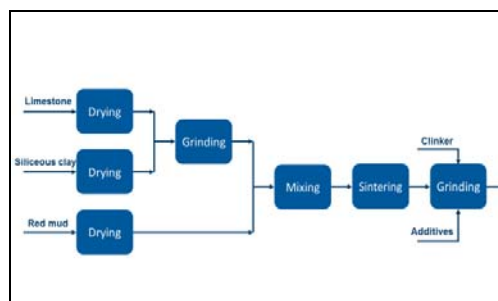 Limestone
Drying
Grinding
Siliceous clay
Drying
Red mud
Drying
Mixing
Sintering
Clinker
Grinding
Additives